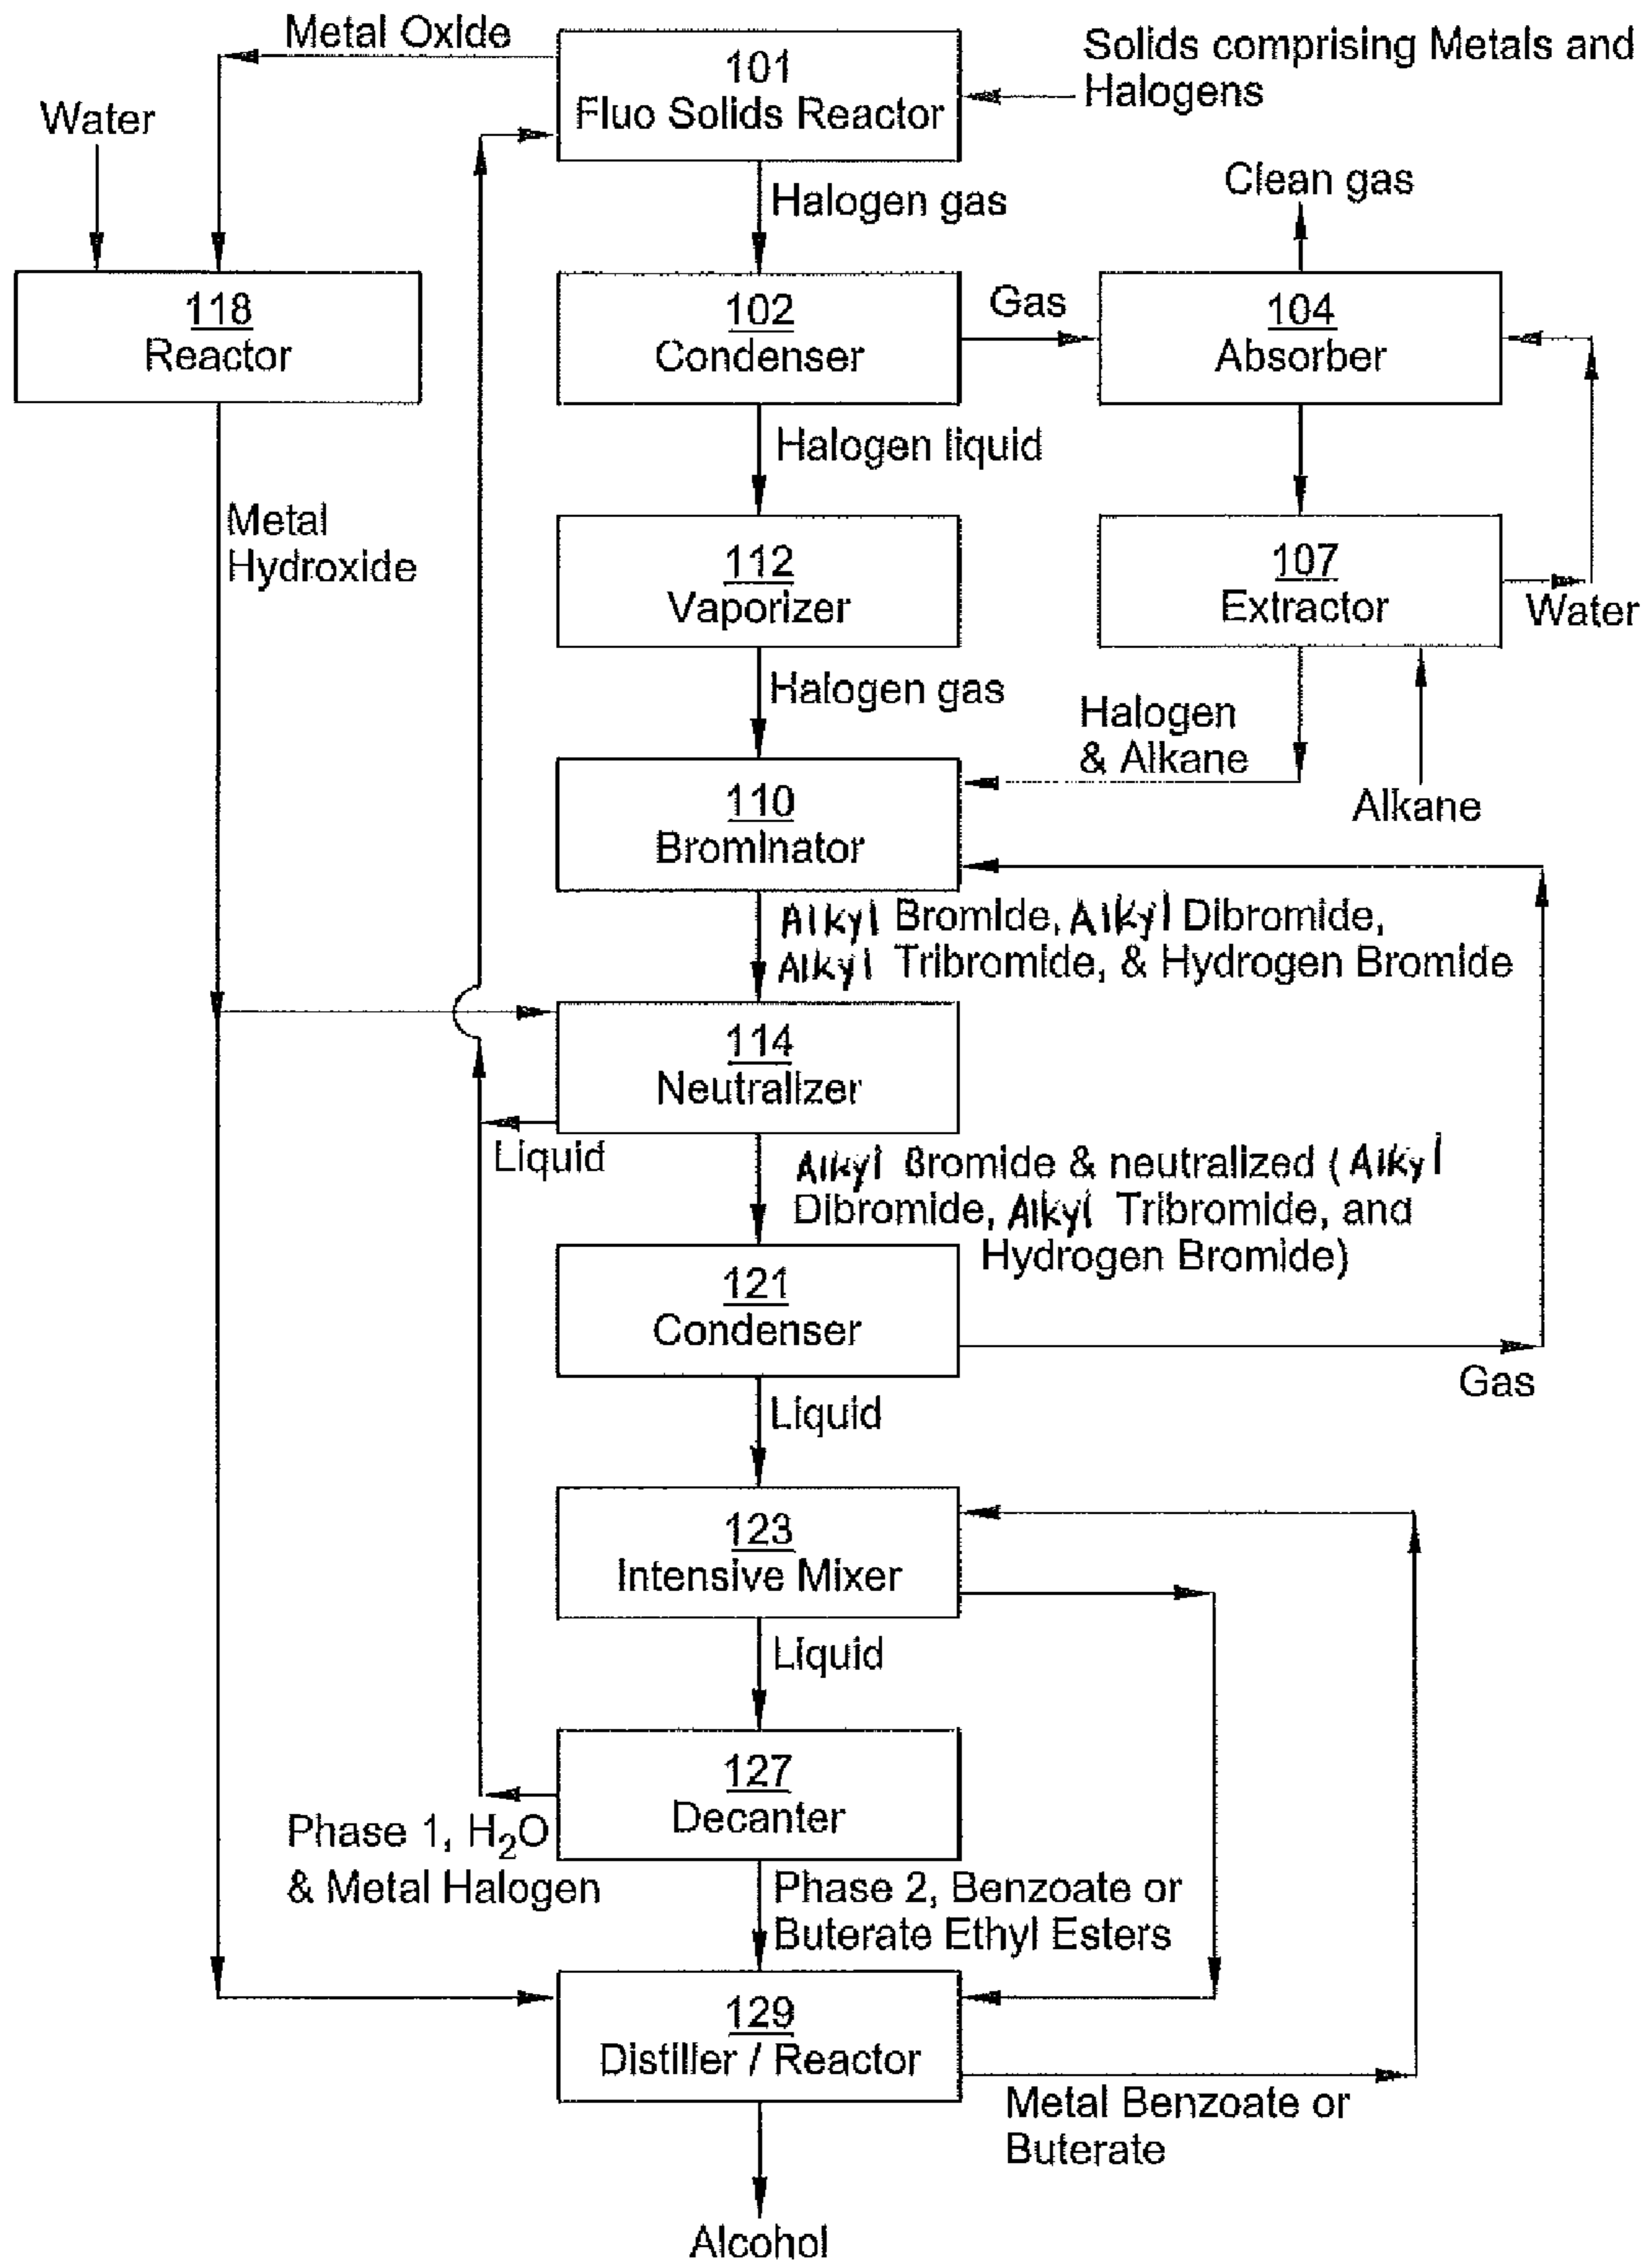 Metal Oxide
101
Fluo Solids Reactor
Solids comprising Metals and
Halogens
Water
Halogen gas
Clean gas
118
Reactor
102
Condenser
Gas
104
Absorber
Halogen liquid
Metal
Hydroxide
112
Vaporizer
107
Extractor
Water
Halogen gas
Halogen
& Alkane
Alkane
110
Brominator
Alkyl Bromide, Alkyl Dibromide,
Alkyl Tribromide, & Hydrogen Bromide
114
Neutralizer
Liquid
Alkyl Bromide & neutralized (Alkyl
Dibromide, Alkyl Tribromide, and
Hydrogen Bromide)
121
Condenser
Gas
Liquid
123
Intensive Mixer
Liquid
127
Decanter
Phase 1, H₂O
& Metal Halogen
Phase 2, Benzoate or
Buterate Ethyl Esters
129
Distiller / Reactor
Metal Benzoate or
Buterate
Alcohol